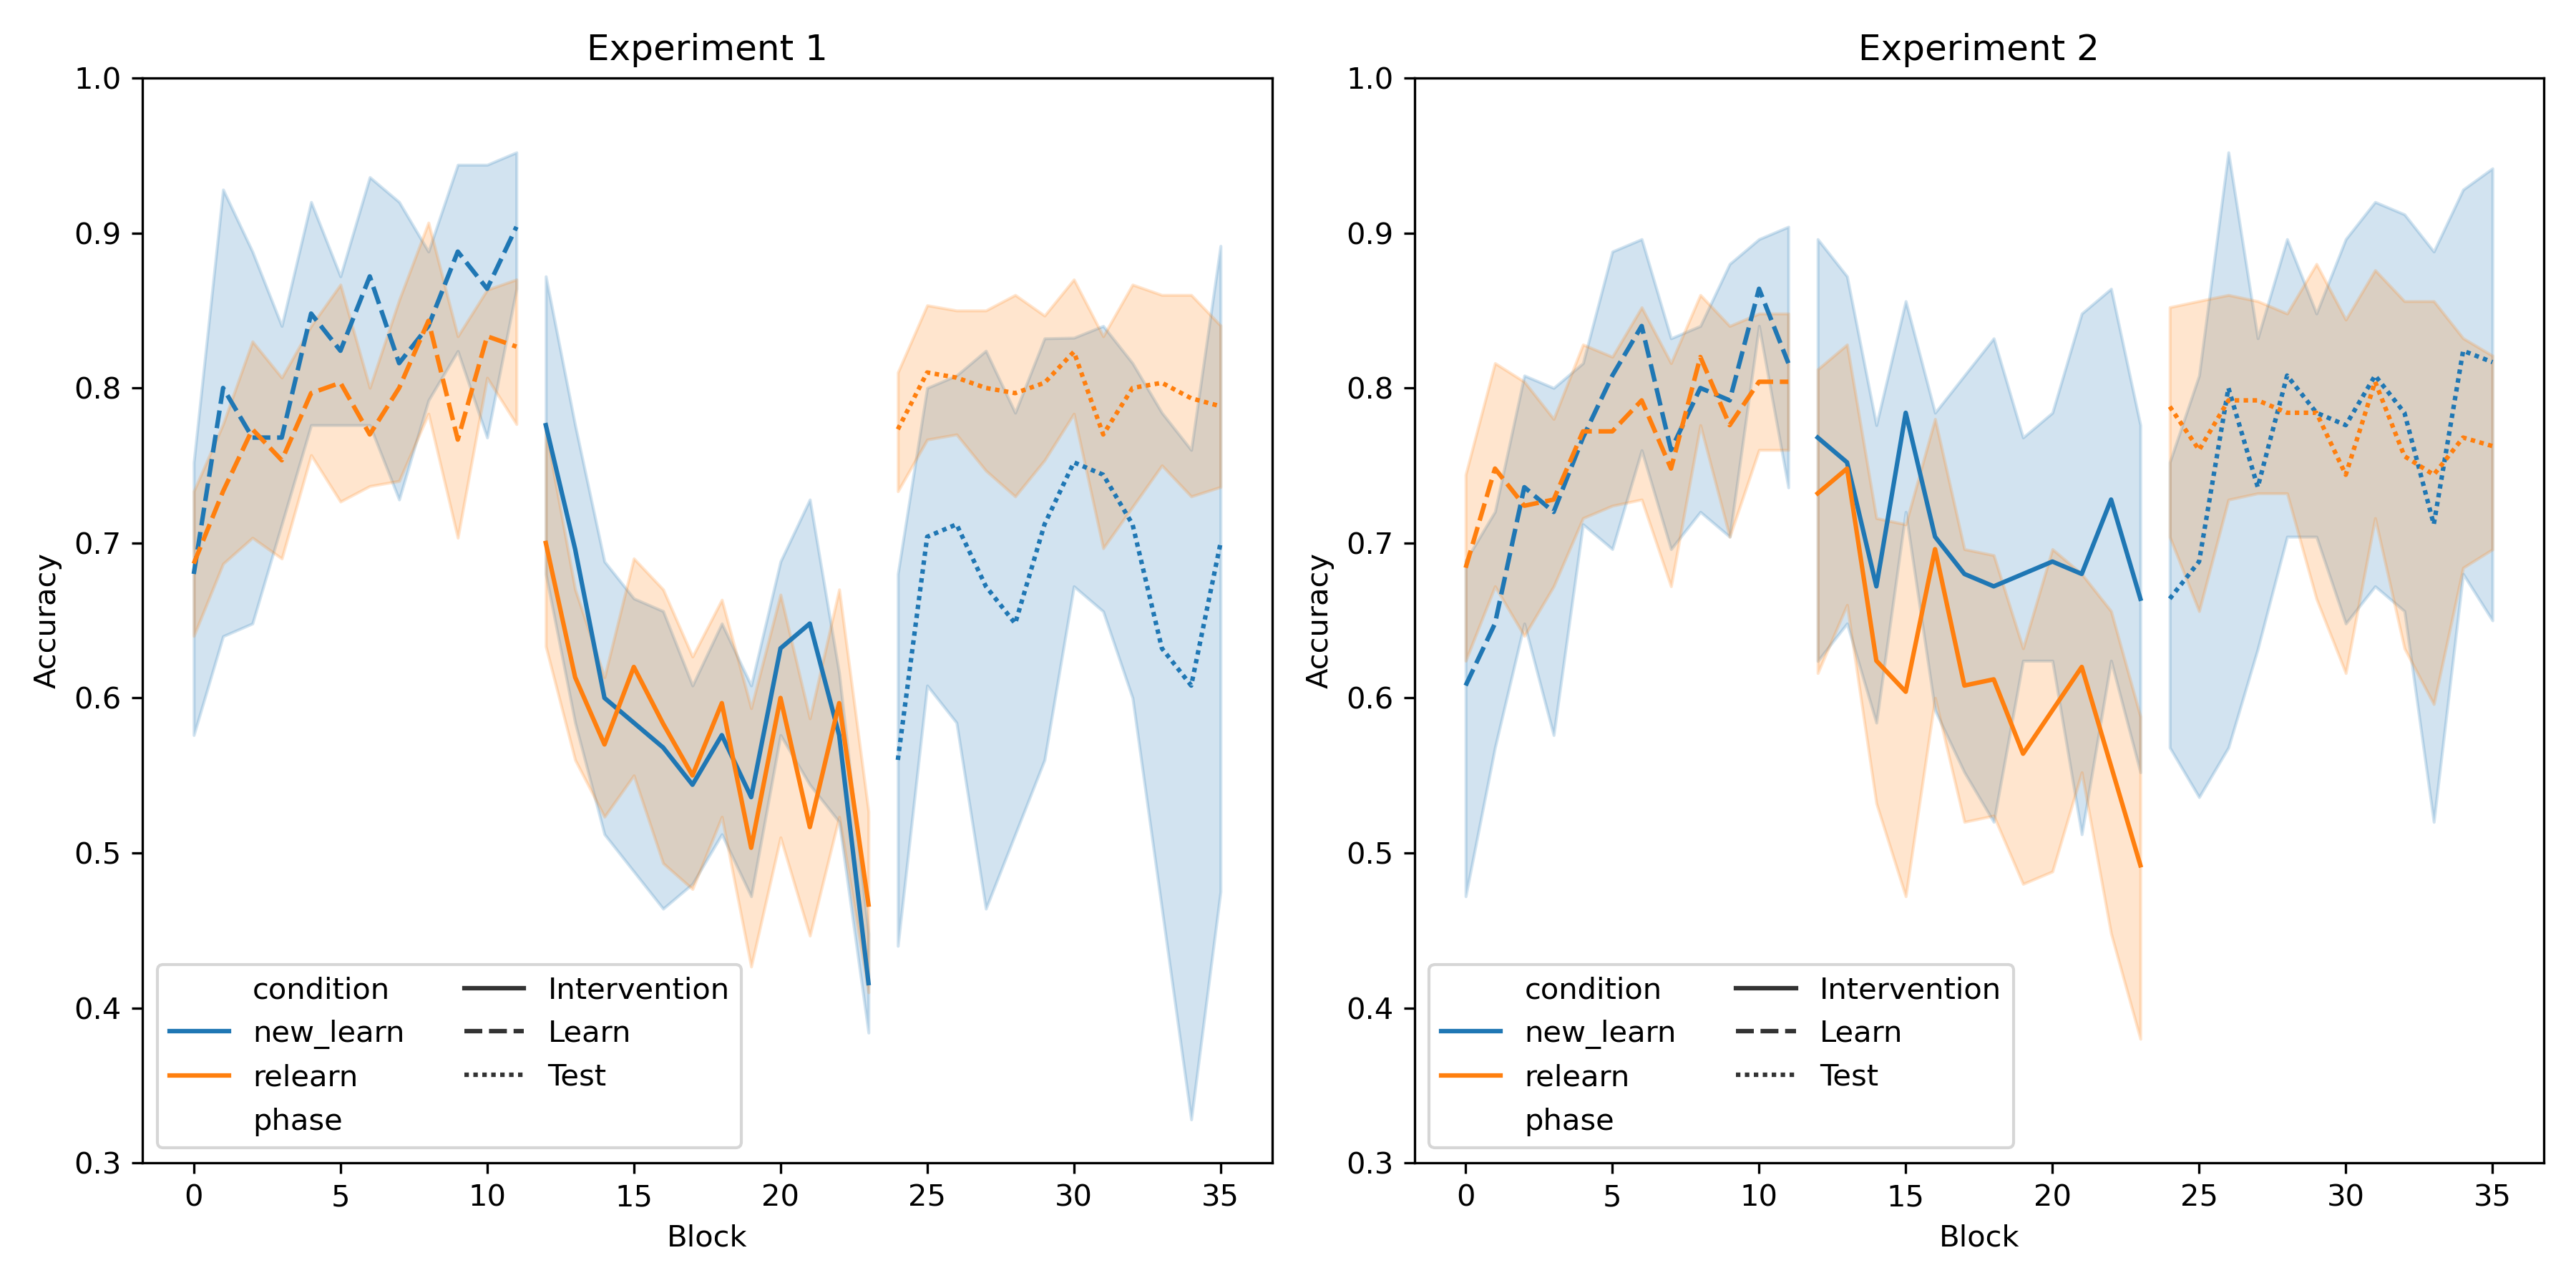 Experiment 1
1.0
0.9
0.8
0.7
0.6
0.5
0.4
0.3
Accuracy
condition
new_learn
relearn
phase
Intervention
Learn
Test
0 5 10 15 20 25 30 35
Block
Experiment 2
1.0
0.9
0.8
0.7
0.6
0.5
0.4
0.3
Accuracy
condition
new_learn
relearn
phase
Intervention
Learn
Test
0 5 10 15 20 25 30 35
Block